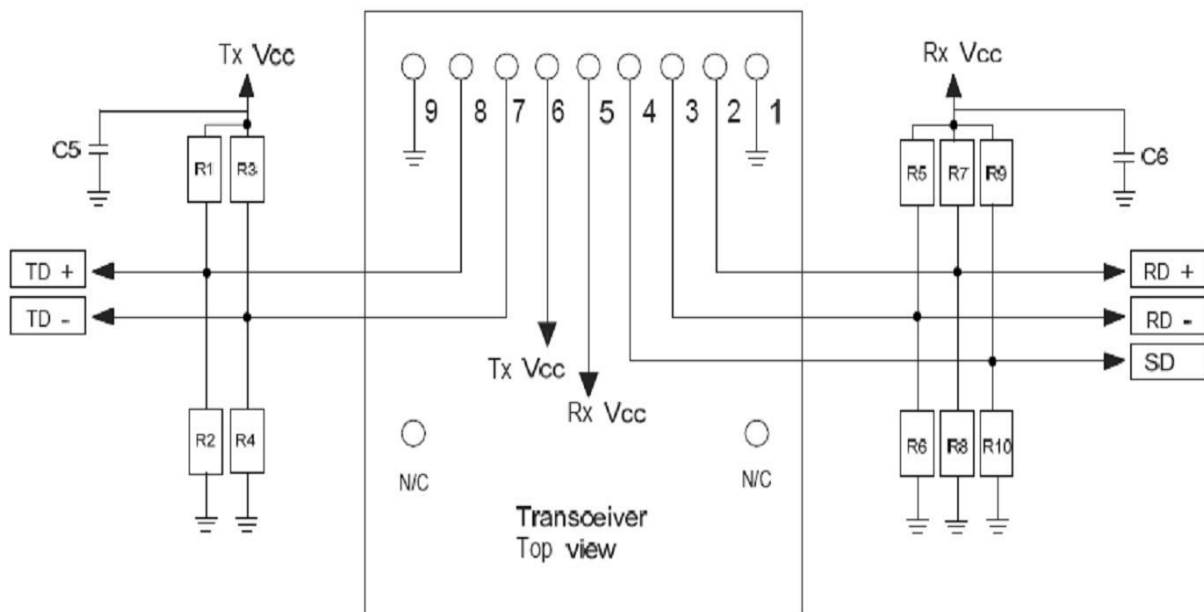 Tx Vcc
Rx Vcc
9 8 7 6 5 4 3 2 1
C5
R1 R3
R5 R7 R9
C6
TD +
RD +
TD -
RD -
SD
Tx Vcc
Rx Vcc
R2 R4
R6 R8 R10
N/C
N/C
Transceiver
Top view